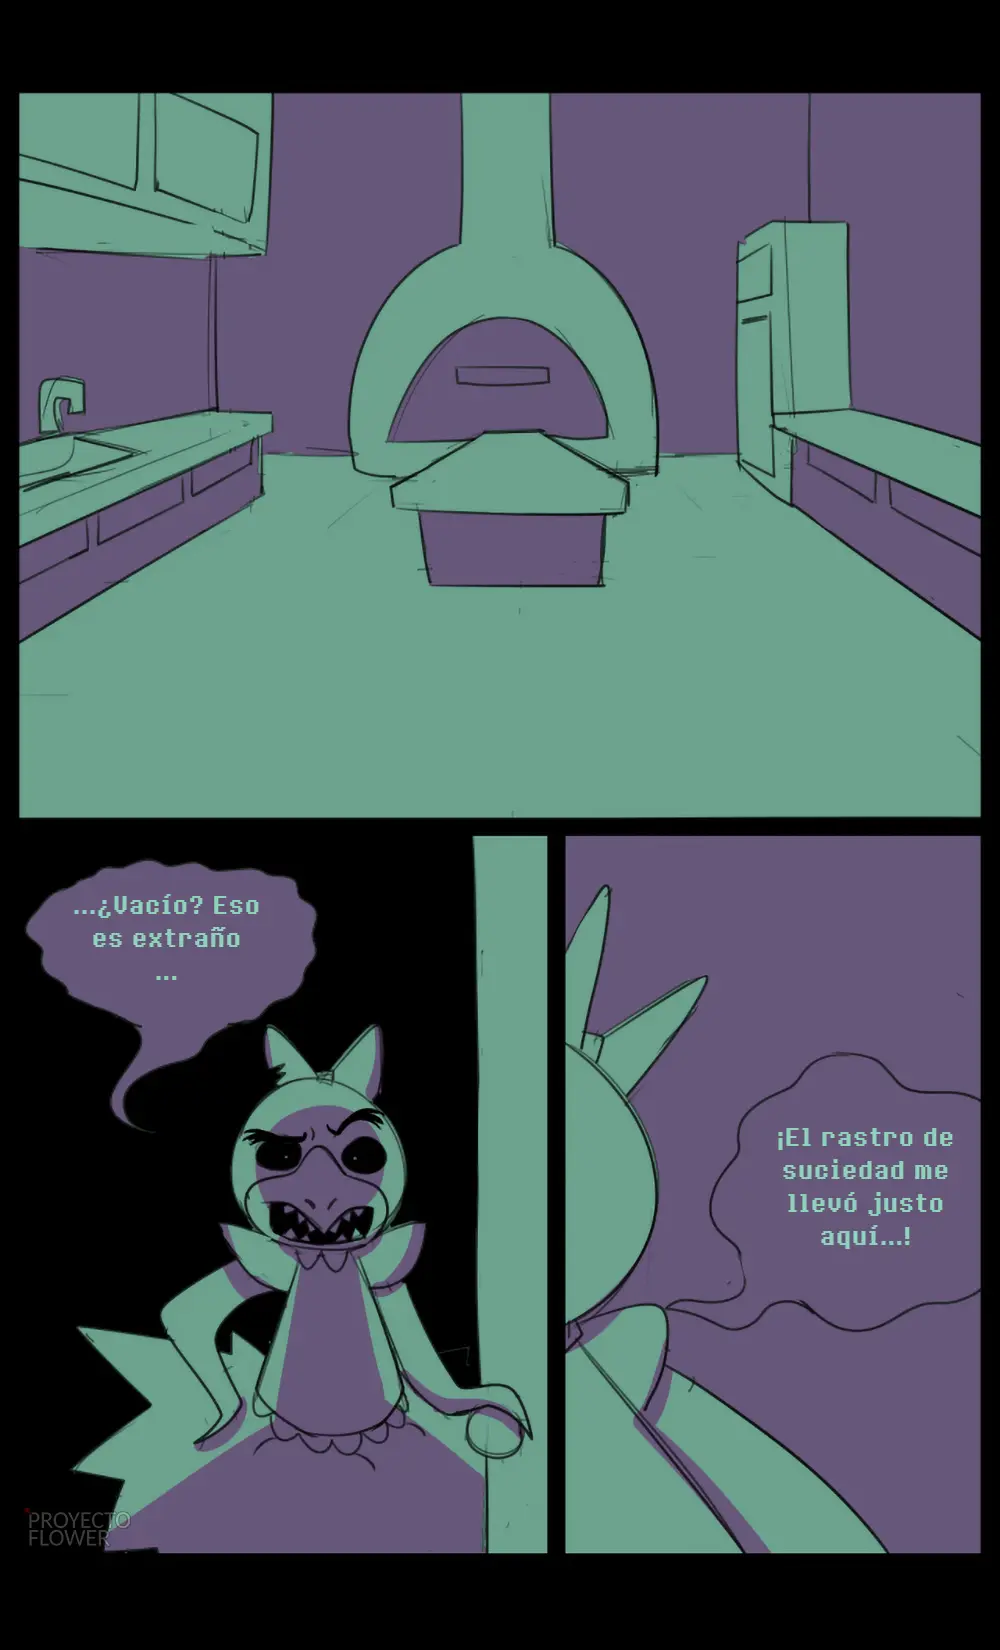 ...¿Vacío? Eso
es extraño
...
¡El rastro de
suciedad me
llevó justo
aquí...!
PROYECTO
FLOWER